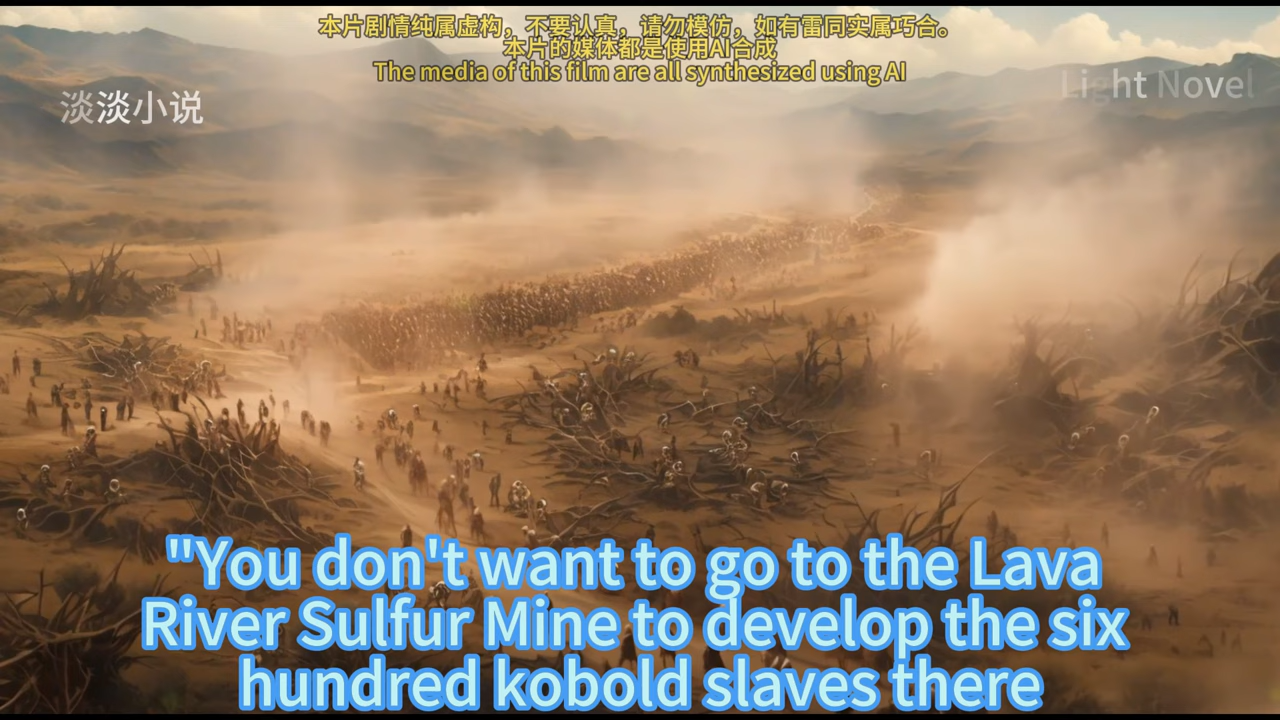 本片剧情纯属虚构，不要认真，请勿模仿，如有雷同实属巧合。
本片的媒体都是使用AI合成
The media of this film are all synthesized using AI
淡淡小说
Light Novel
"You don't want to go to the Lava
River Sulfur Mine to develop the six
hundred kobold slaves there